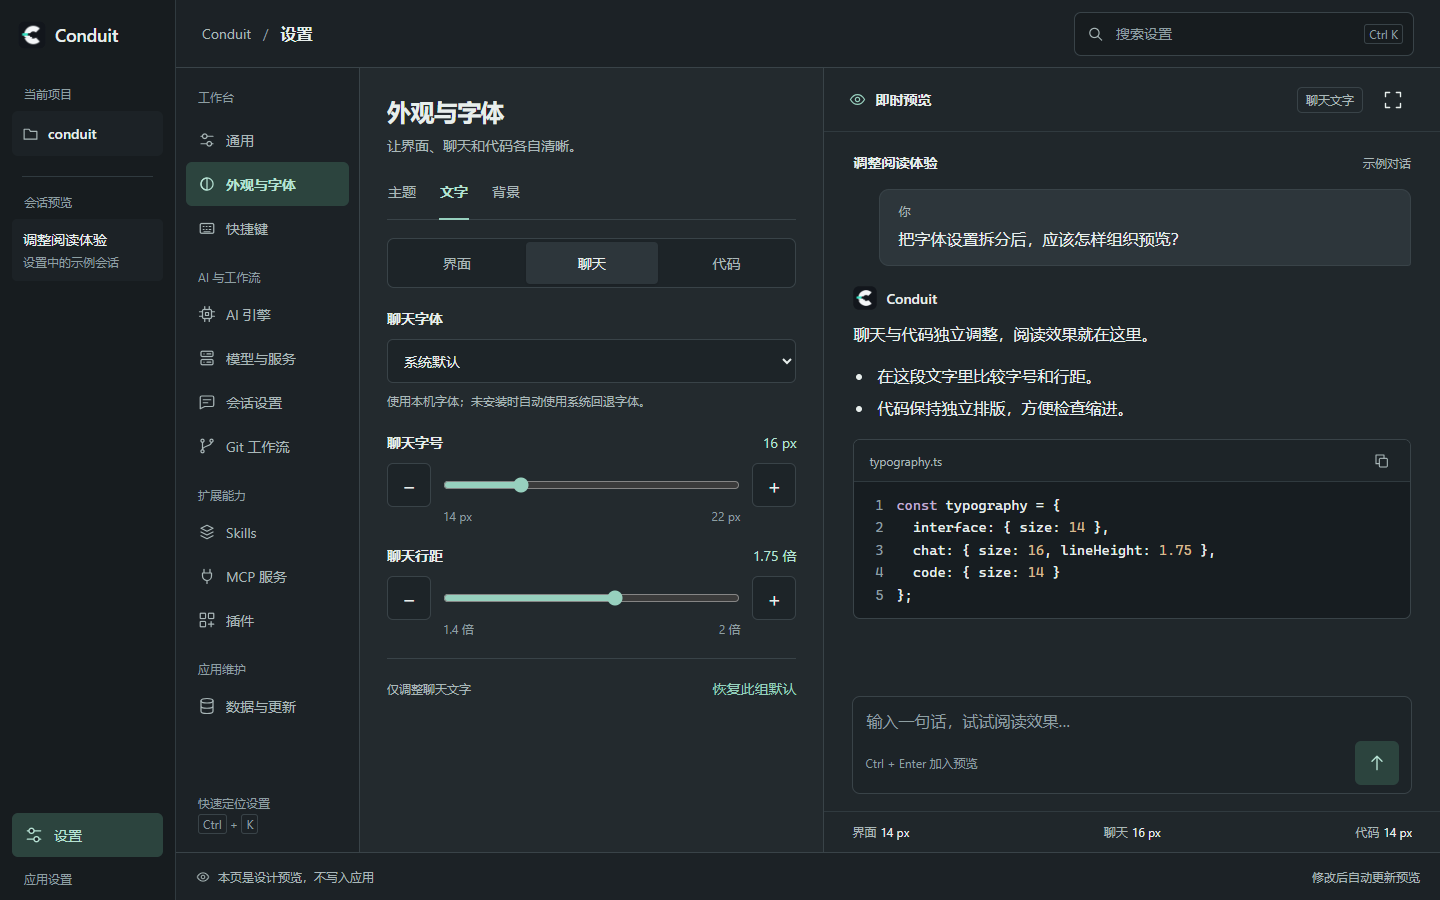 Conduit
当前项目
conduit
会话预览
调整阅读体验
设置中的示例会话
设置
应用设置
Conduit / 设置
搜索设置
Ctrl K
工作台
通用
外观与字体
快捷键
AI 与工作流
AI 引擎
模型与服务
会话设置
Git 工作流
扩展能力
Skills
MCP 服务
插件
应用维护
数据与更新
快速定位设置
Ctrl + K
外观与字体
让界面、聊天和代码各自清晰。
主题 文字 背景
界面 聊天 代码
聊天字体
系统默认
使用本机字体；未安装时自动使用系统回退字体。
聊天字号 16 px
− +
14 px 22 px
聊天行距 1.75 倍
− +
1.4 倍 2 倍
仅调整聊天文字 恢复此组默认
即时预览 聊天文字
调整阅读体验 示例对话
你
把字体设置拆分后，应该怎样组织预览？
Conduit
聊天与代码独立调整，阅读效果就在这里。
• 在这段文字里比较字号和行距。
• 代码保持独立排版，方便检查缩进。
typography.ts
1 const typography = {
2 interface: { size: 14 },
3 chat: { size: 16, lineHeight: 1.75 },
4 code: { size: 14 }
5 };
输入一句话，试试阅读效果...
Ctrl + Enter 加入预览
界面 14 px 聊天 16 px 代码 14 px
本页是设计预览，不写入应用 修改后自动更新预览